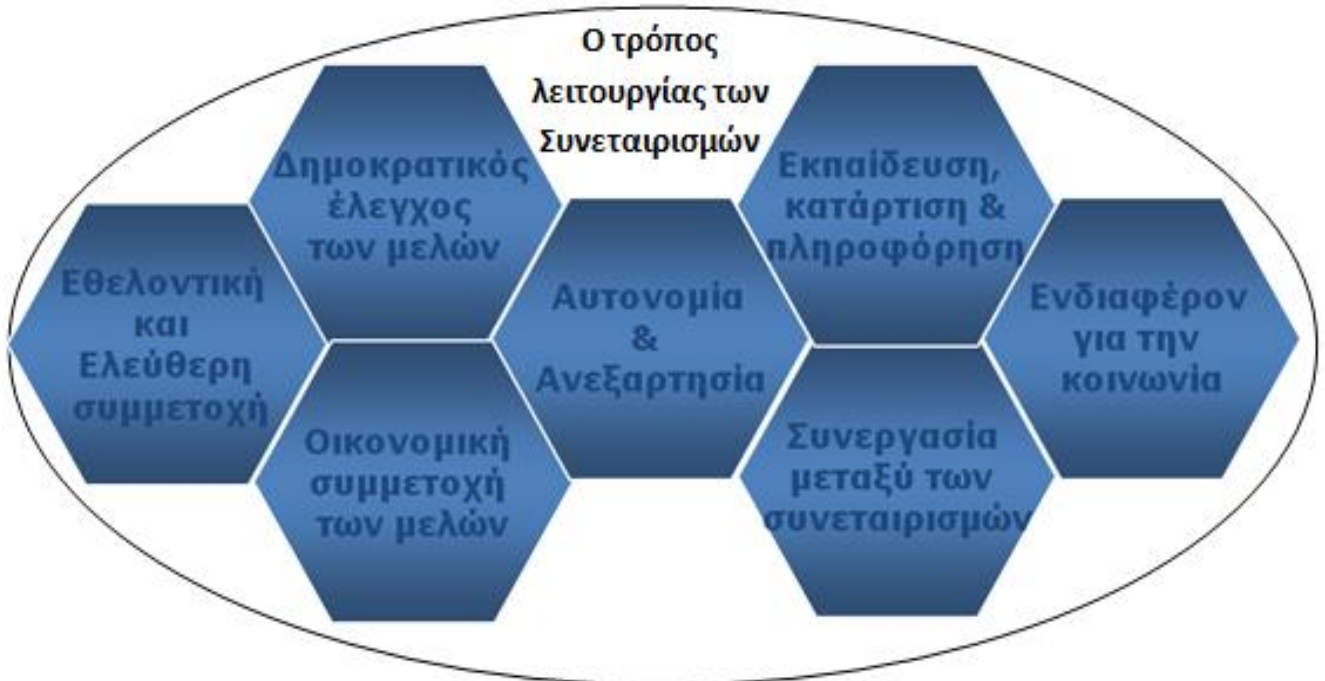 Ο τρόπος
λειτουργίας των
Συνεταιρισμών
Εθελοντική
και
Ελεύθερη
συμμετοχή
Δημοκρατικός
έλεγχος
των μελών
Οικονομική
συμμετοχή
των μελών
Αυτονομία
&
Ανεξαρτησία
Εκπαίδευση,
κατάρτιση &
πληροφόρηση
Συνεργασία
μεταξύ των
συνεταιρισμών
Ενδιαφέρον
για την
κοινωνία